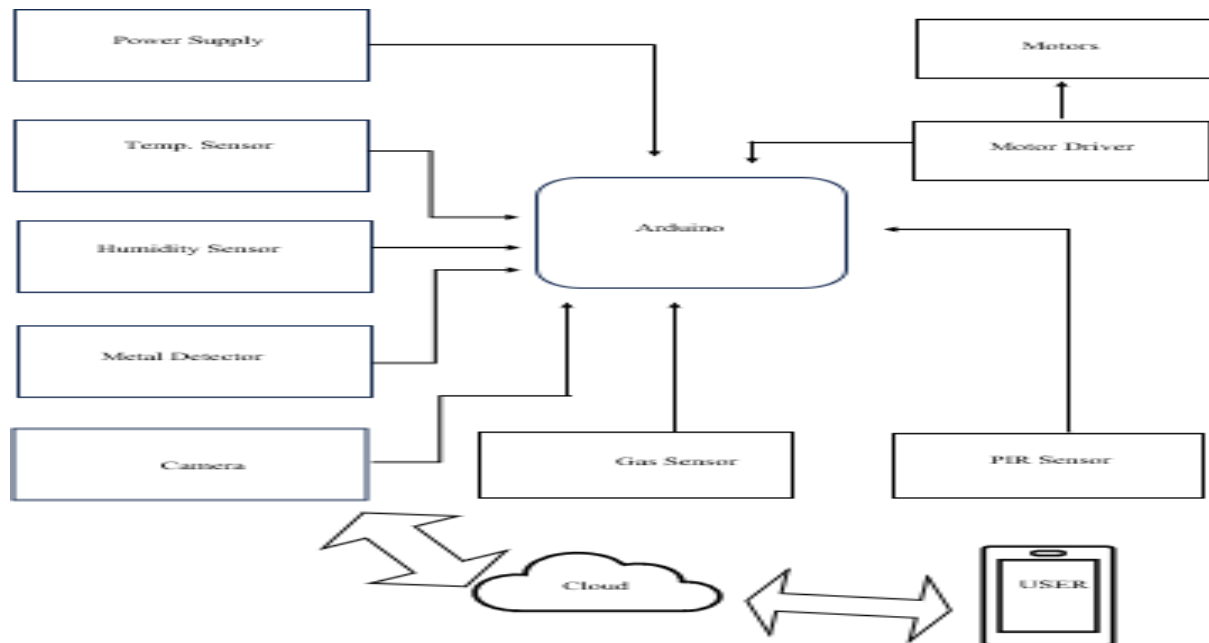 Power Supply
Motors
Temp. Sensor
Motor Driver
Arduino
Humidity Sensor
Metal Detector
Camera
Gas Sensor
PIR Sensor
Cloud
USER